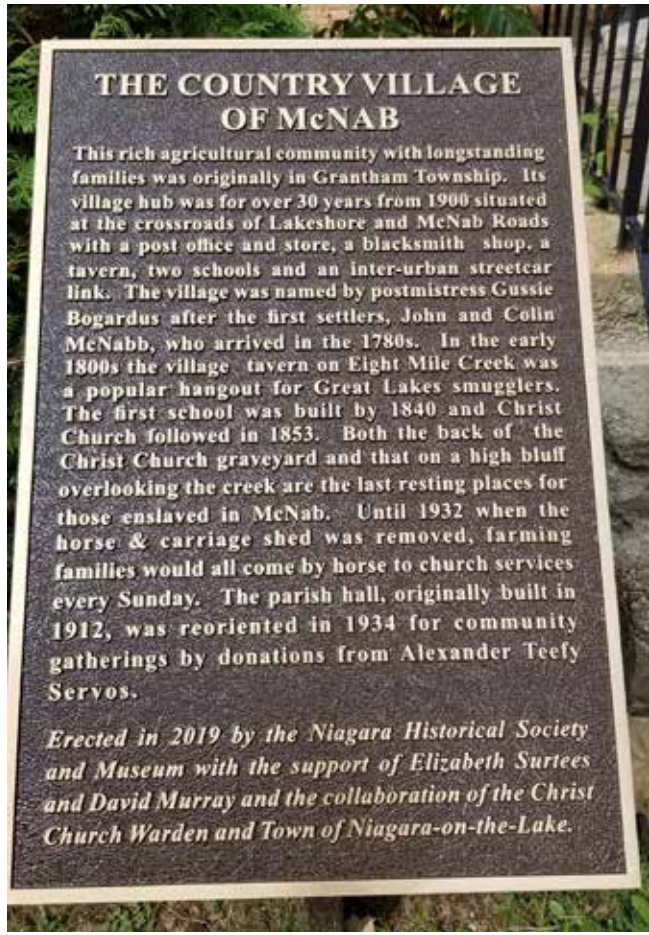 THE COUNTRY VILLAGE
OF McNAB
This rich agricultural community with longstanding
families was originally in Grantham Township. Its
village hub was for over 30 years from 1900 situated
at the crossroads of Lakeshore and McNab Roads
with a post office and store, a blacksmith shop, a
tavern, two schools and an inter-urban streetcar
link. The village was named by postmistress Gussie
Bogardus after the first settlers, John and Colin
McNabb, who arrived in the 1780s. In the early
1800s the village tavern on Eight Mile Creek was
a popular hangout for Great Lakes smugglers.
The first school was built by 1840 and Christ
Church followed in 1853. Both the back of the
Christ Church graveyard and that on a high bluff
overlooking the creek are the last resting places for
those enslaved in McNab. Until 1932 when the
horse & carriage shed was removed, farming
families would all come by horse to church services
every Sunday. The parish hall, originally built in
1912, was reoriented in 1934 for community
gatherings by donations from Alexander Teefy
Servos.
Erected in 2019 by the Niagara Historical Society
and Museum with the support of Elizabeth Surtees
and David Murray and the collaboration of the Christ
Church Warden and Town of Niagara-on-the-Lake.